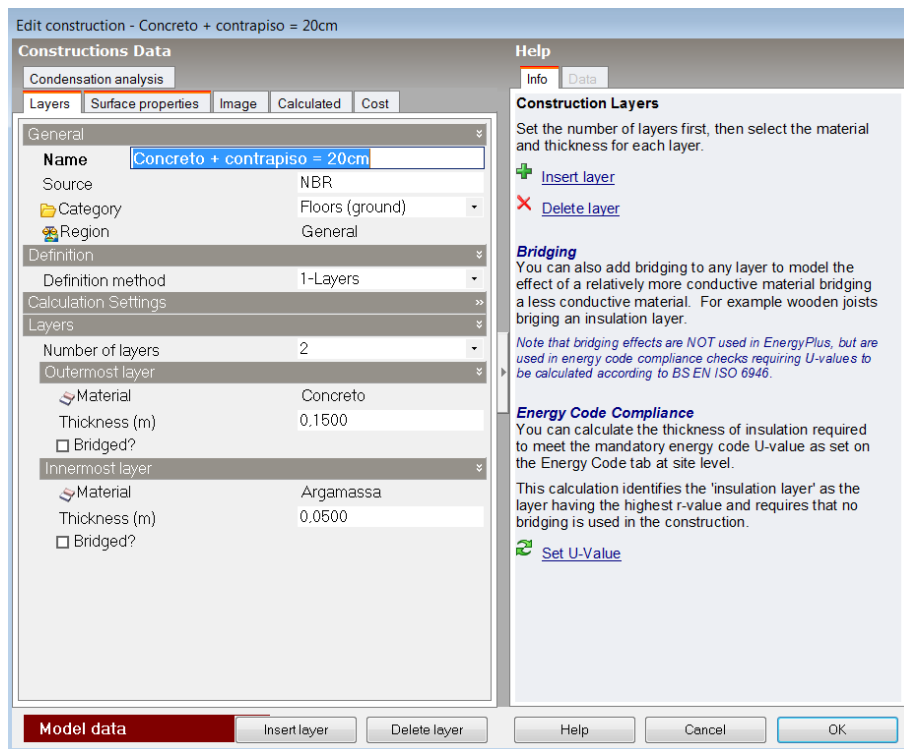 Edit construction - Concreto + contrapiso = 20cm
Constructions Data
Condensation analysis
Layers Surface properties Image Calculated Cost
General
Name Concreto + contrapiso = 20cm
Source NBR
Category Floors (ground)
Region General
Definition
Definition method 1-Layers
Calculation Settings
Layers
Number of layers 2
Outermost layer
Material Concreto
Thickness (m) 0,1500
Bridged?
Innermost layer
Material Argamassa
Thickness (m) 0,0500
Bridged?
Model data Insert layer Delete layer
Help
Info Data
Construction Layers
Set the number of layers first, then select the material
and thickness for each layer.
Insert layer
Delete layer
Bridging
You can also add bridging to any layer to model the
effect of a relatively more conductive material bridging
a less conductive material. For example wooden joists
briging an insulation layer.
Note that bridging effects are NOT used in EnergyPlus, but are
used in energy code compliance checks requiring U-values to
be calculated according to BS EN ISO 6946.
Energy Code Compliance
You can calculate the thickness of insulation required
to meet the mandatory energy code U-value as set on
the Energy Code tab at site level.
This calculation identifies the 'insulation layer' as the
layer having the highest r-value and requires that no
bridging is used in the construction.
Set U-Value
Help Cancel OK